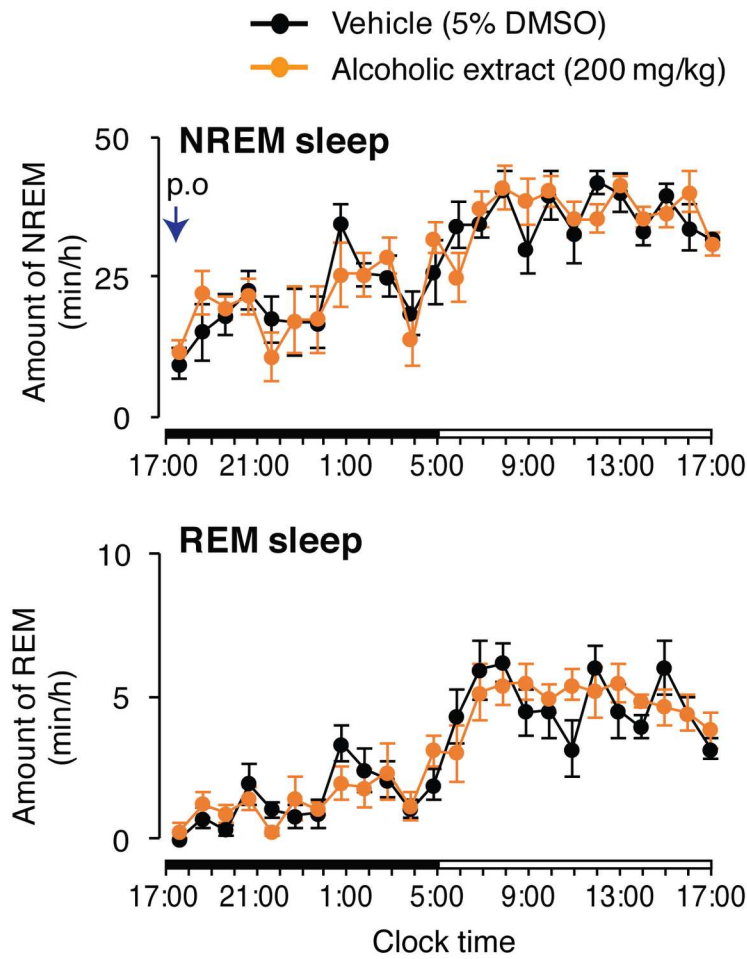 Vehicle (5% DMSO)
Alcoholic extract (200 mg/kg)
NREM sleep
p.o
Amount of NREM
(min/h)
50
25
0
17:00 21:00 1:00 5:00 9:00 13:00 17:00
REM sleep
Amount of REM
(min/h)
10
5
0
17:00 21:00 1:00 5:00 9:00 13:00 17:00
Clock time